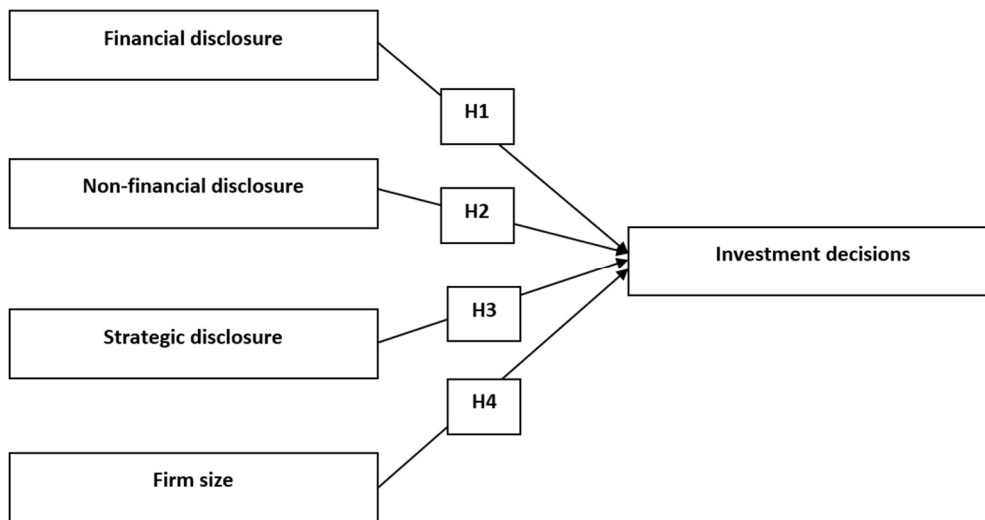 Financial disclosure
H1
Non-financial disclosure
H2
Investment decisions
H3
Strategic disclosure
H4
Firm size